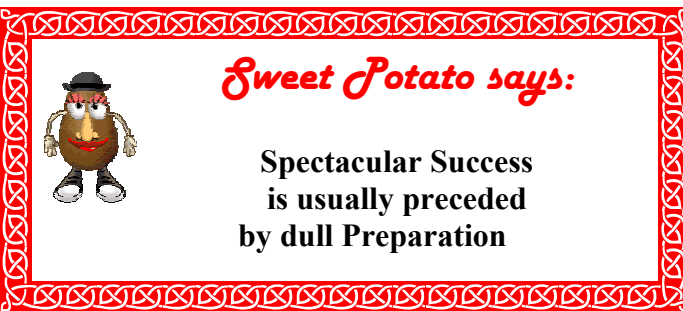 Sweet Potato says:
Spectacular Success
is usually preceded
by dull Preparation